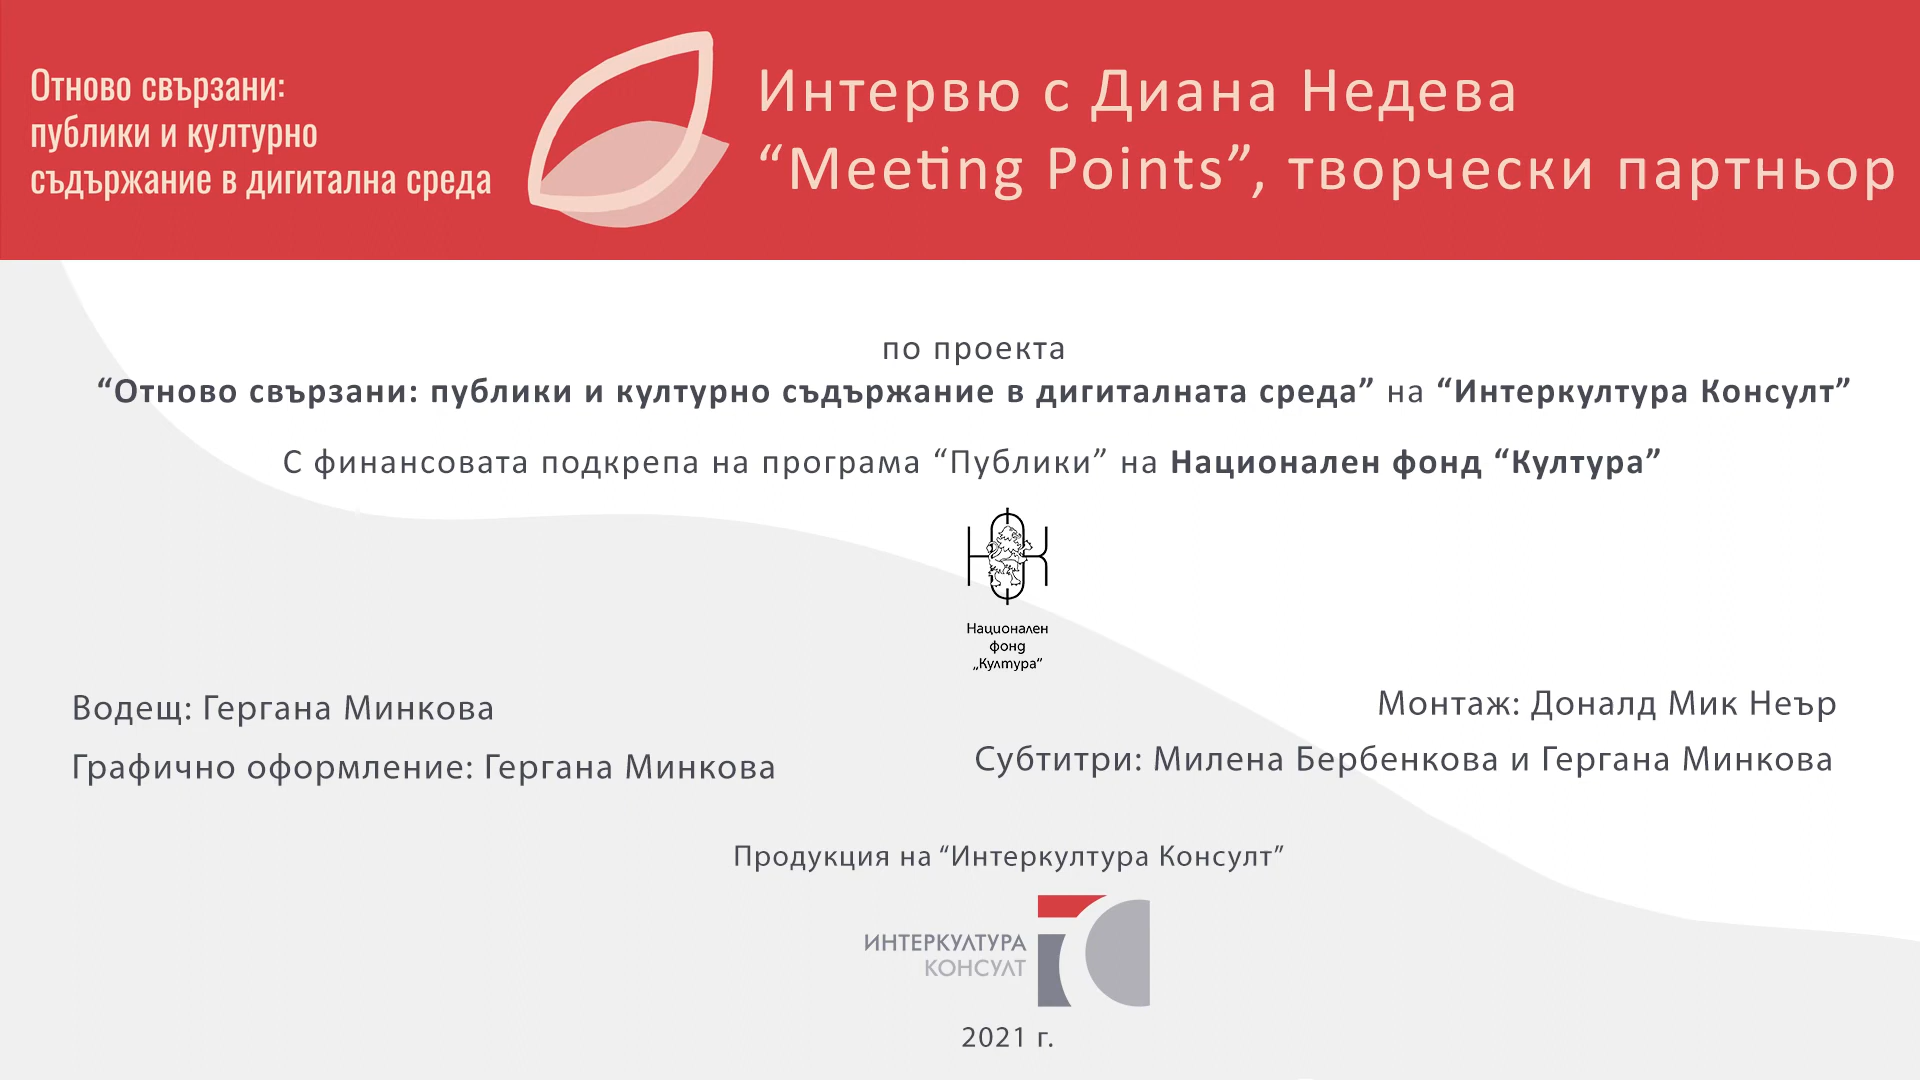 Отново свързани:
публики и културно
съдържание в дигитална среда
Интервю с Диана Недева
“Meeting Points”, творчески партньор
по проекта
“Отново свързани: публики и културно съдържание в дигиталната среда” на “Интеркултура Консулт”
С финансовата подкрепа на програма “Публики” на Национален фонд “Култура”
Национален
фонд
„Култура“
Водещ: Гергана Минкова
Графично оформление: Гергана Минкова
Монтаж: Доналд Мик Неър
Субтитри: Милена Бербенкова и Гергана Минкова
Продукция на “Интеркултура Консулт”
ИНТЕРКУЛТУРА
КОНСУЛТ
2021 г.